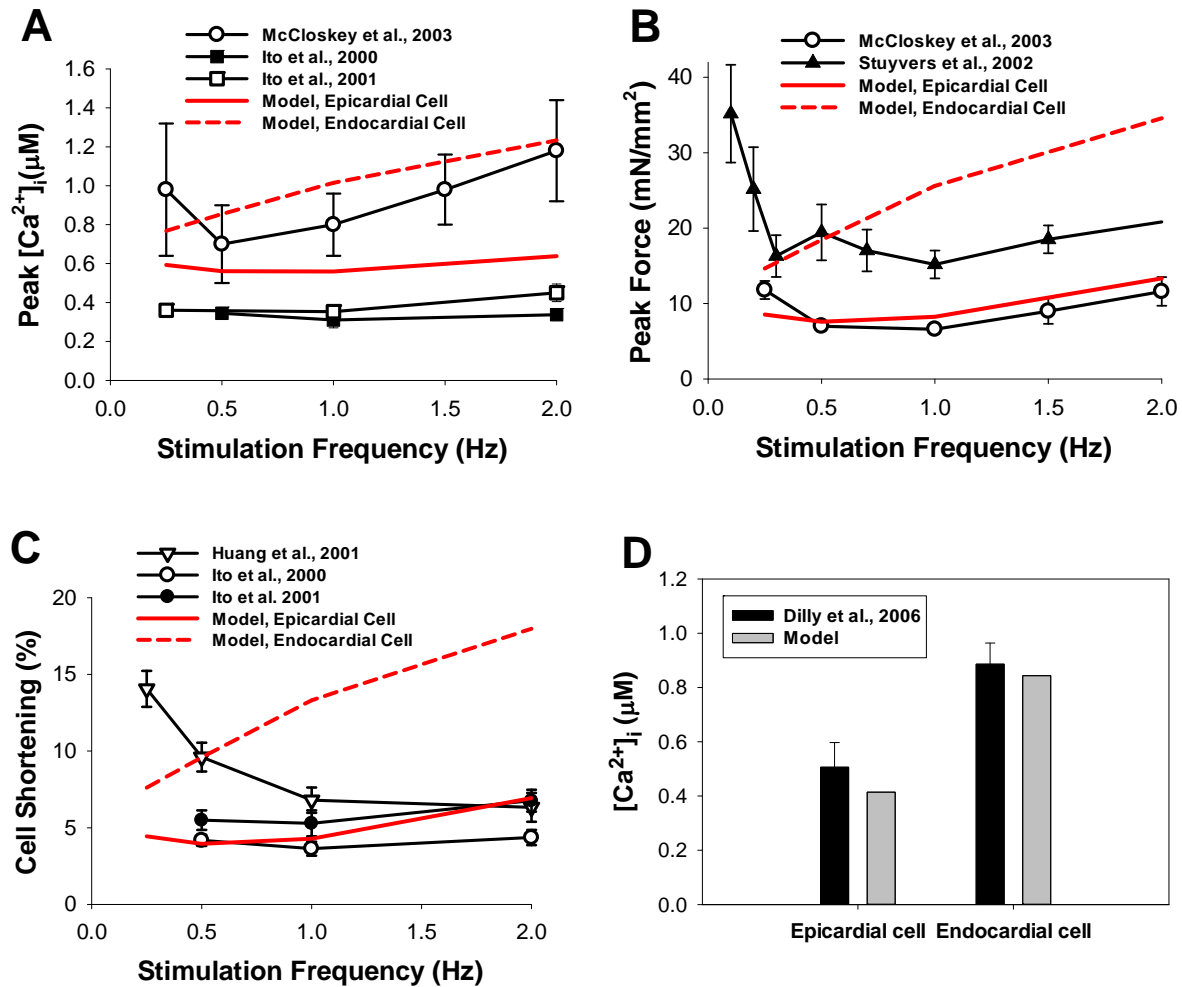 A
McCloskey et al., 2003
Ito et al., 2000
Ito et al., 2001
Model, Epicardial Cell
Model, Endocardial Cell
1.6
1.4
1.2
1.0
0.8
0.6
0.4
0.2
0.0
Peak [Ca²⁺]ᵢ(μM)
0.0 0.5 1.0 1.5 2.0
Stimulation Frequency (Hz)
B
McCloskey et al., 2003
Stuyvers et al., 2002
Model, Epicardial Cell
Model, Endocardial Cell
40
30
20
10
0
Peak Force (mN/mm²)
0.0 0.5 1.0 1.5 2.0
Stimulation Frequency (Hz)
C
Huang et al., 2001
Ito et al., 2000
Ito et al. 2001
Model, Epicardial Cell
Model, Endocardial Cell
20
15
10
5
0
Cell Shortening (%)
0.0 0.5 1.0 1.5 2.0
Stimulation Frequency (Hz)
D
Dilly et al., 2006
Model
1.2
1.0
0.8
0.6
0.4
0.2
0.0
[Ca²⁺]ᵢ (μM)
Epicardial cell Endocardial cell